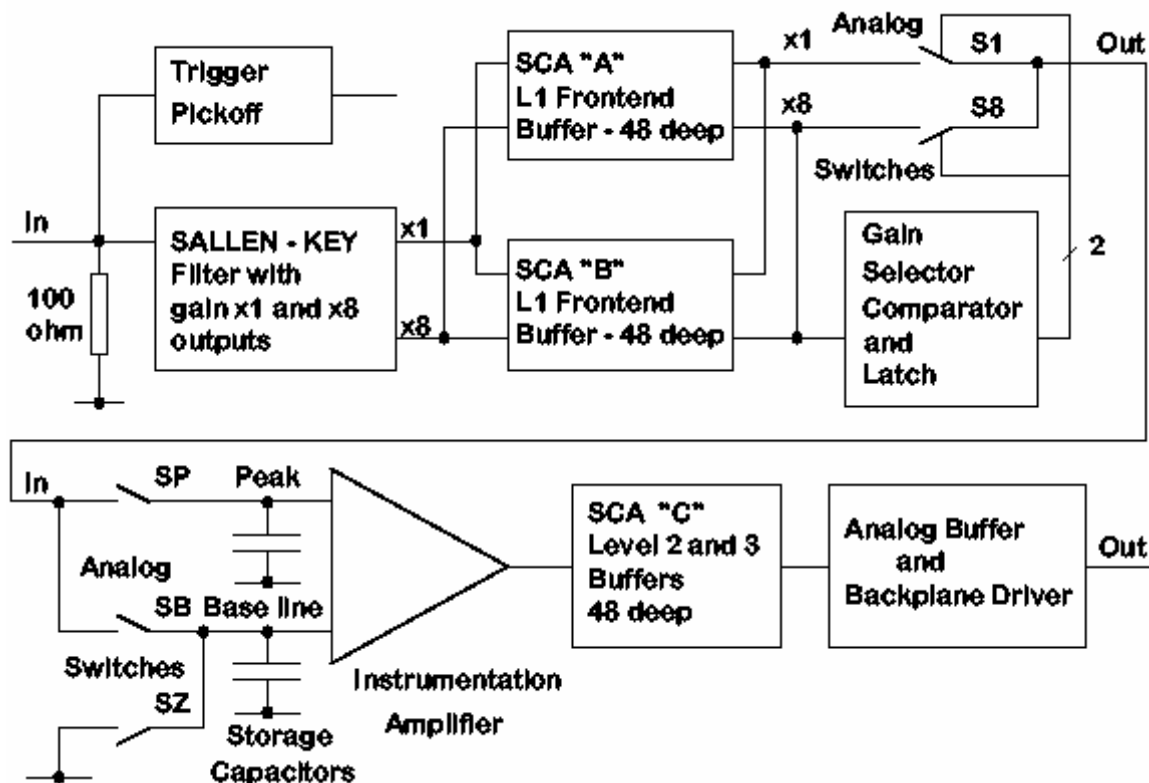 Trigger
Pickoff
In
100
ohm
SALLEN - KEY
Filter with
gain x1 and x8
outputs
x1
x8
SCA "A"
L1 Frontend
Buffer - 48 deep
SCA "B"
L1 Frontend
Buffer - 48 deep
x1
x8
Analog
S1
S8
Switches
Out
Gain
Selector
Comparator
and
Latch
2
In
SP
Peak
Analog
SB Base line
Switches
SZ
Storage
Capacitors
Instrumentation
Amplifier
SCA "C"
Level 2 and 3
Buffers
48 deep
Analog Buffer
and
Backplane Driver
Out